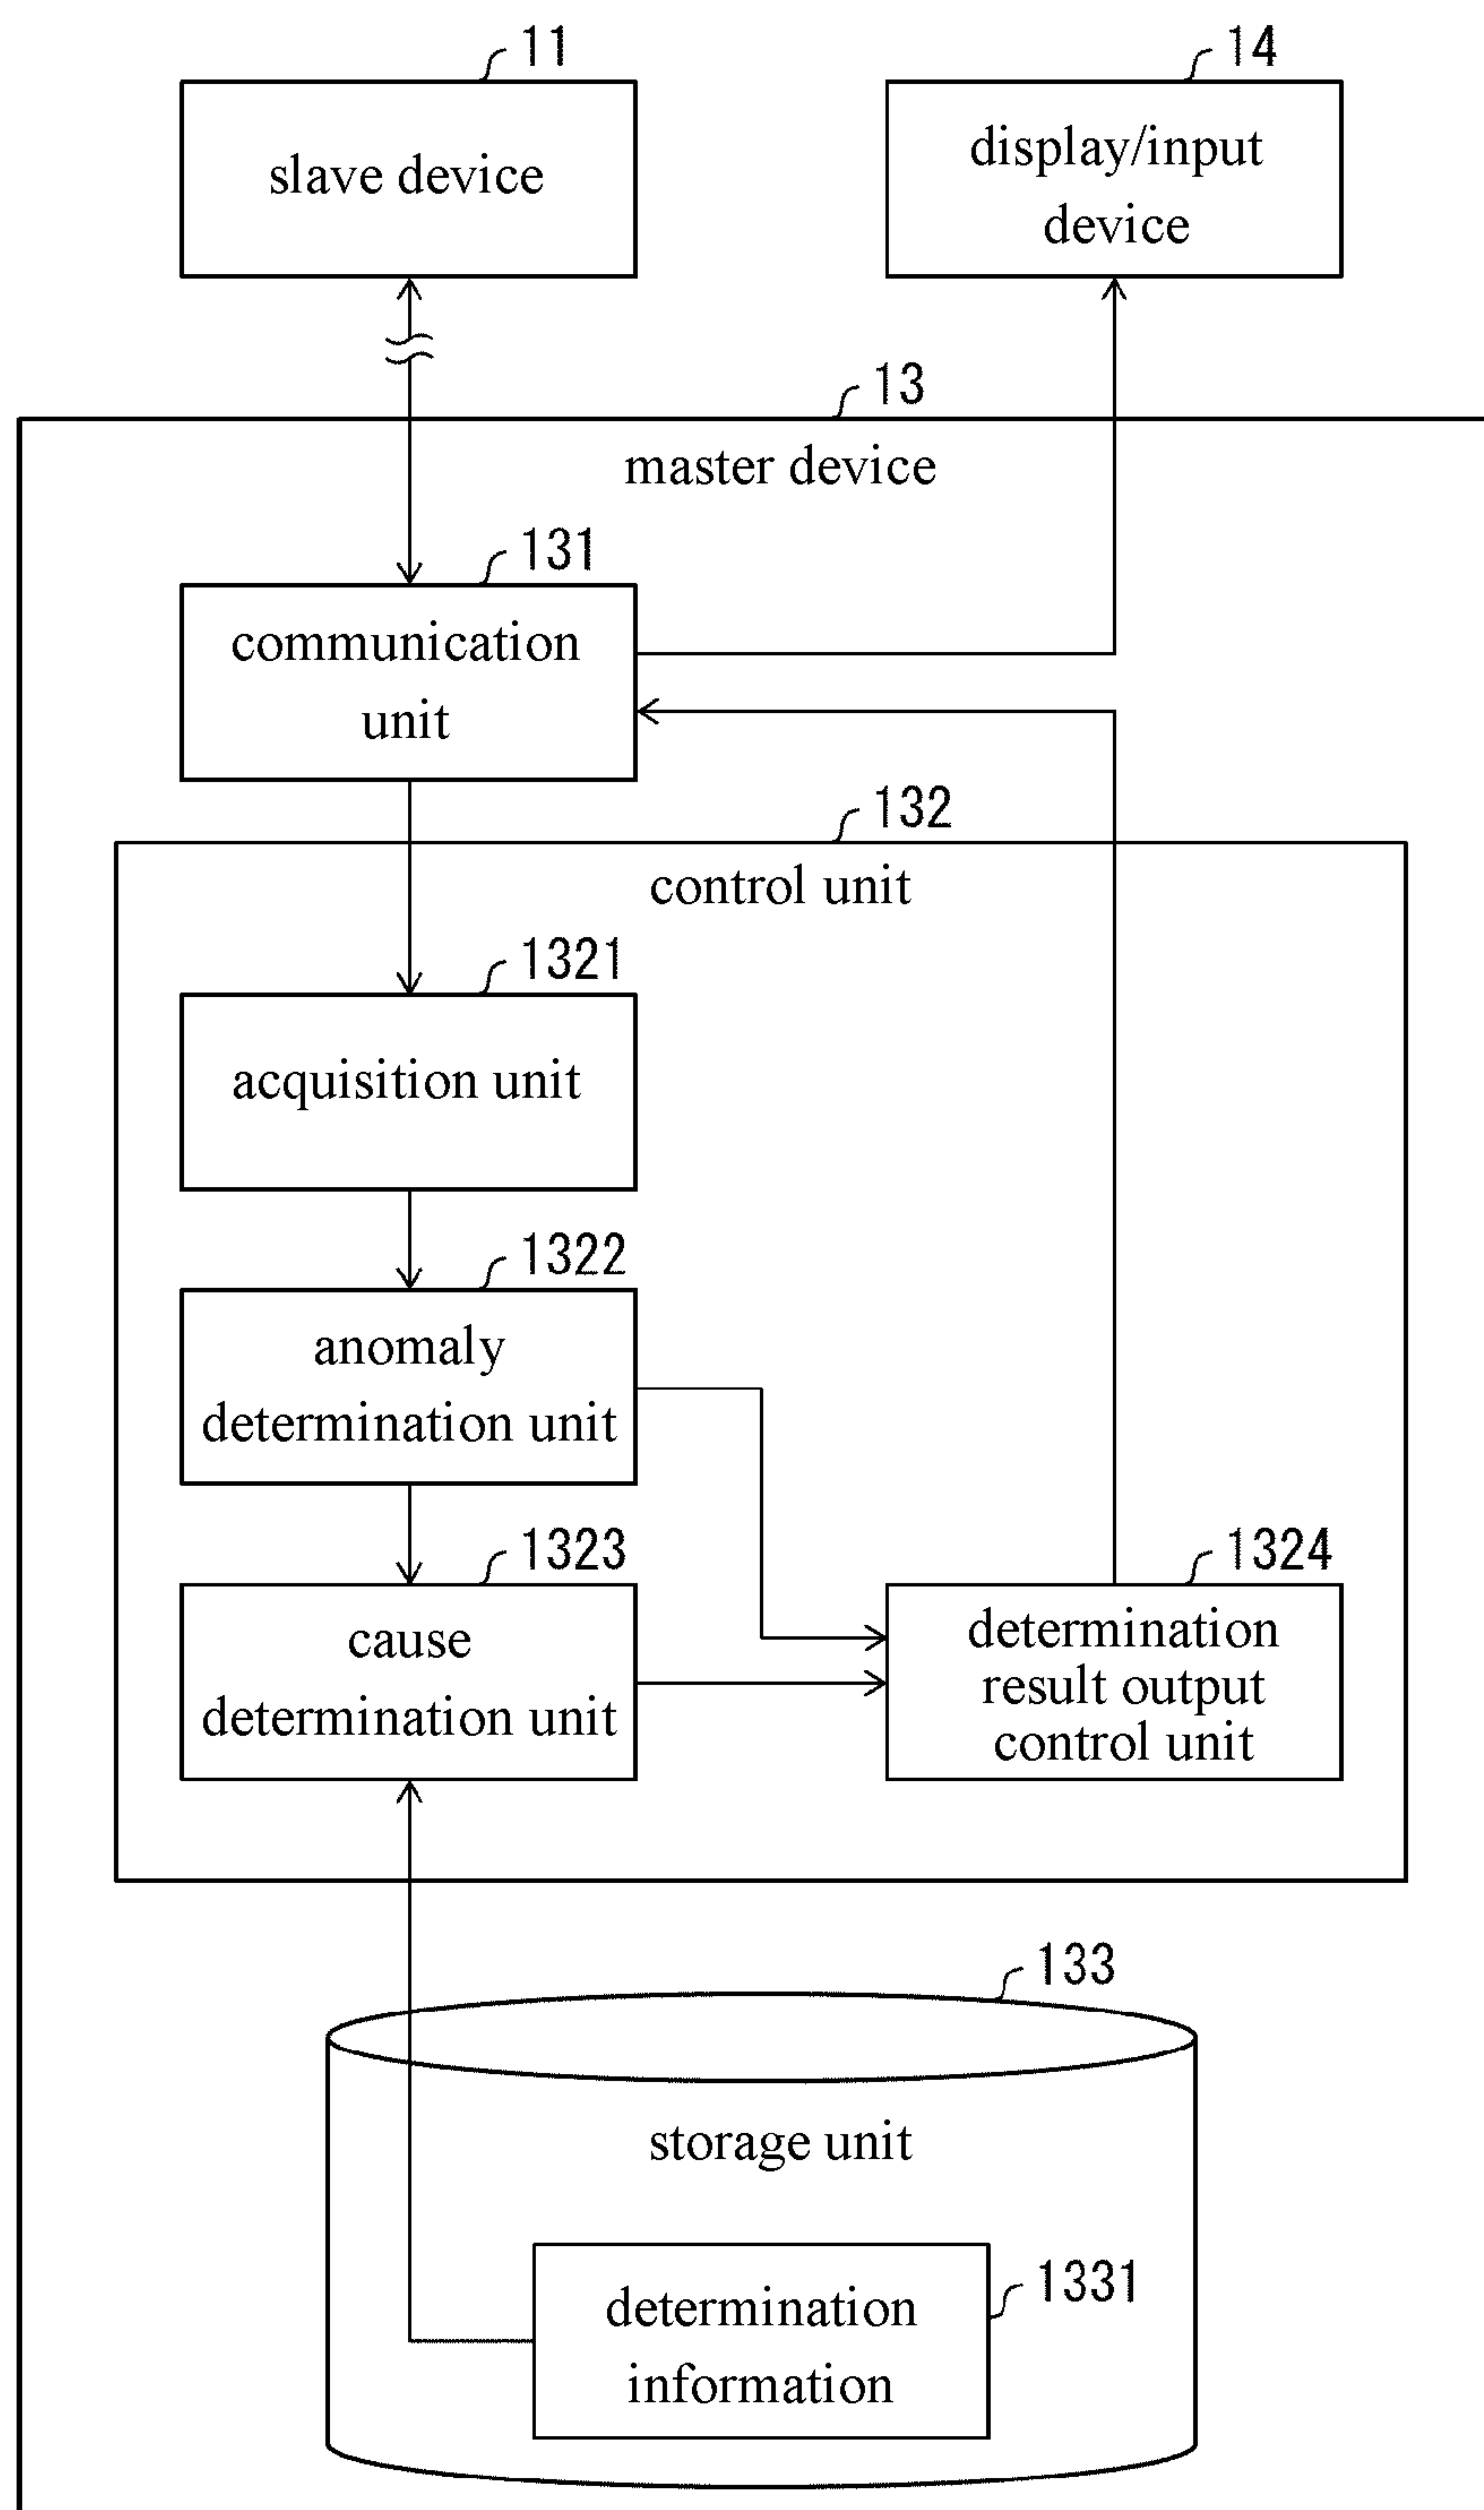 11
slave device
14
display/input
device
13
master device
131
communication
unit
132
control unit
1321
acquisition unit
1322
anomaly
determination unit
1323
cause
determination unit
1324
determination
result output
control unit
133
storage unit
1331
determination
information